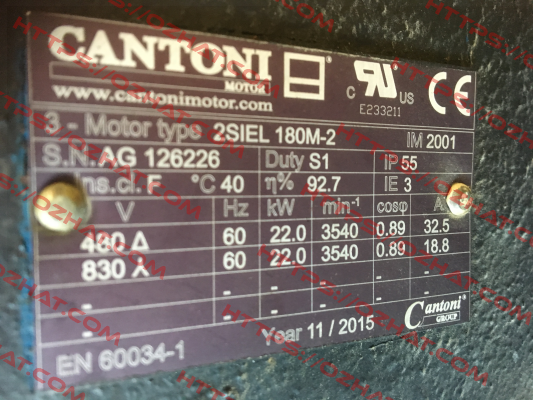 CANTONI
MOTOR
www.cantonimotor.com
C US
E233211
CE
3 - Motor type 2SIEL 180M-2 IM 2001
S.N. AG 126226 Duty S1 IP 55
Ins.cl. F °C 40 η% 92.7 IE 3
V Hz kW min-1 cosφ A
480 Δ 60 22.0 3540 0.89 32.5
830 60 22.0 3540 0.89 18.8
- - - - - -
- - - - - -
Cantoni
GROUP
Year 11 / 2015
EN 60034-1
HTTPS://OZHAT.COM